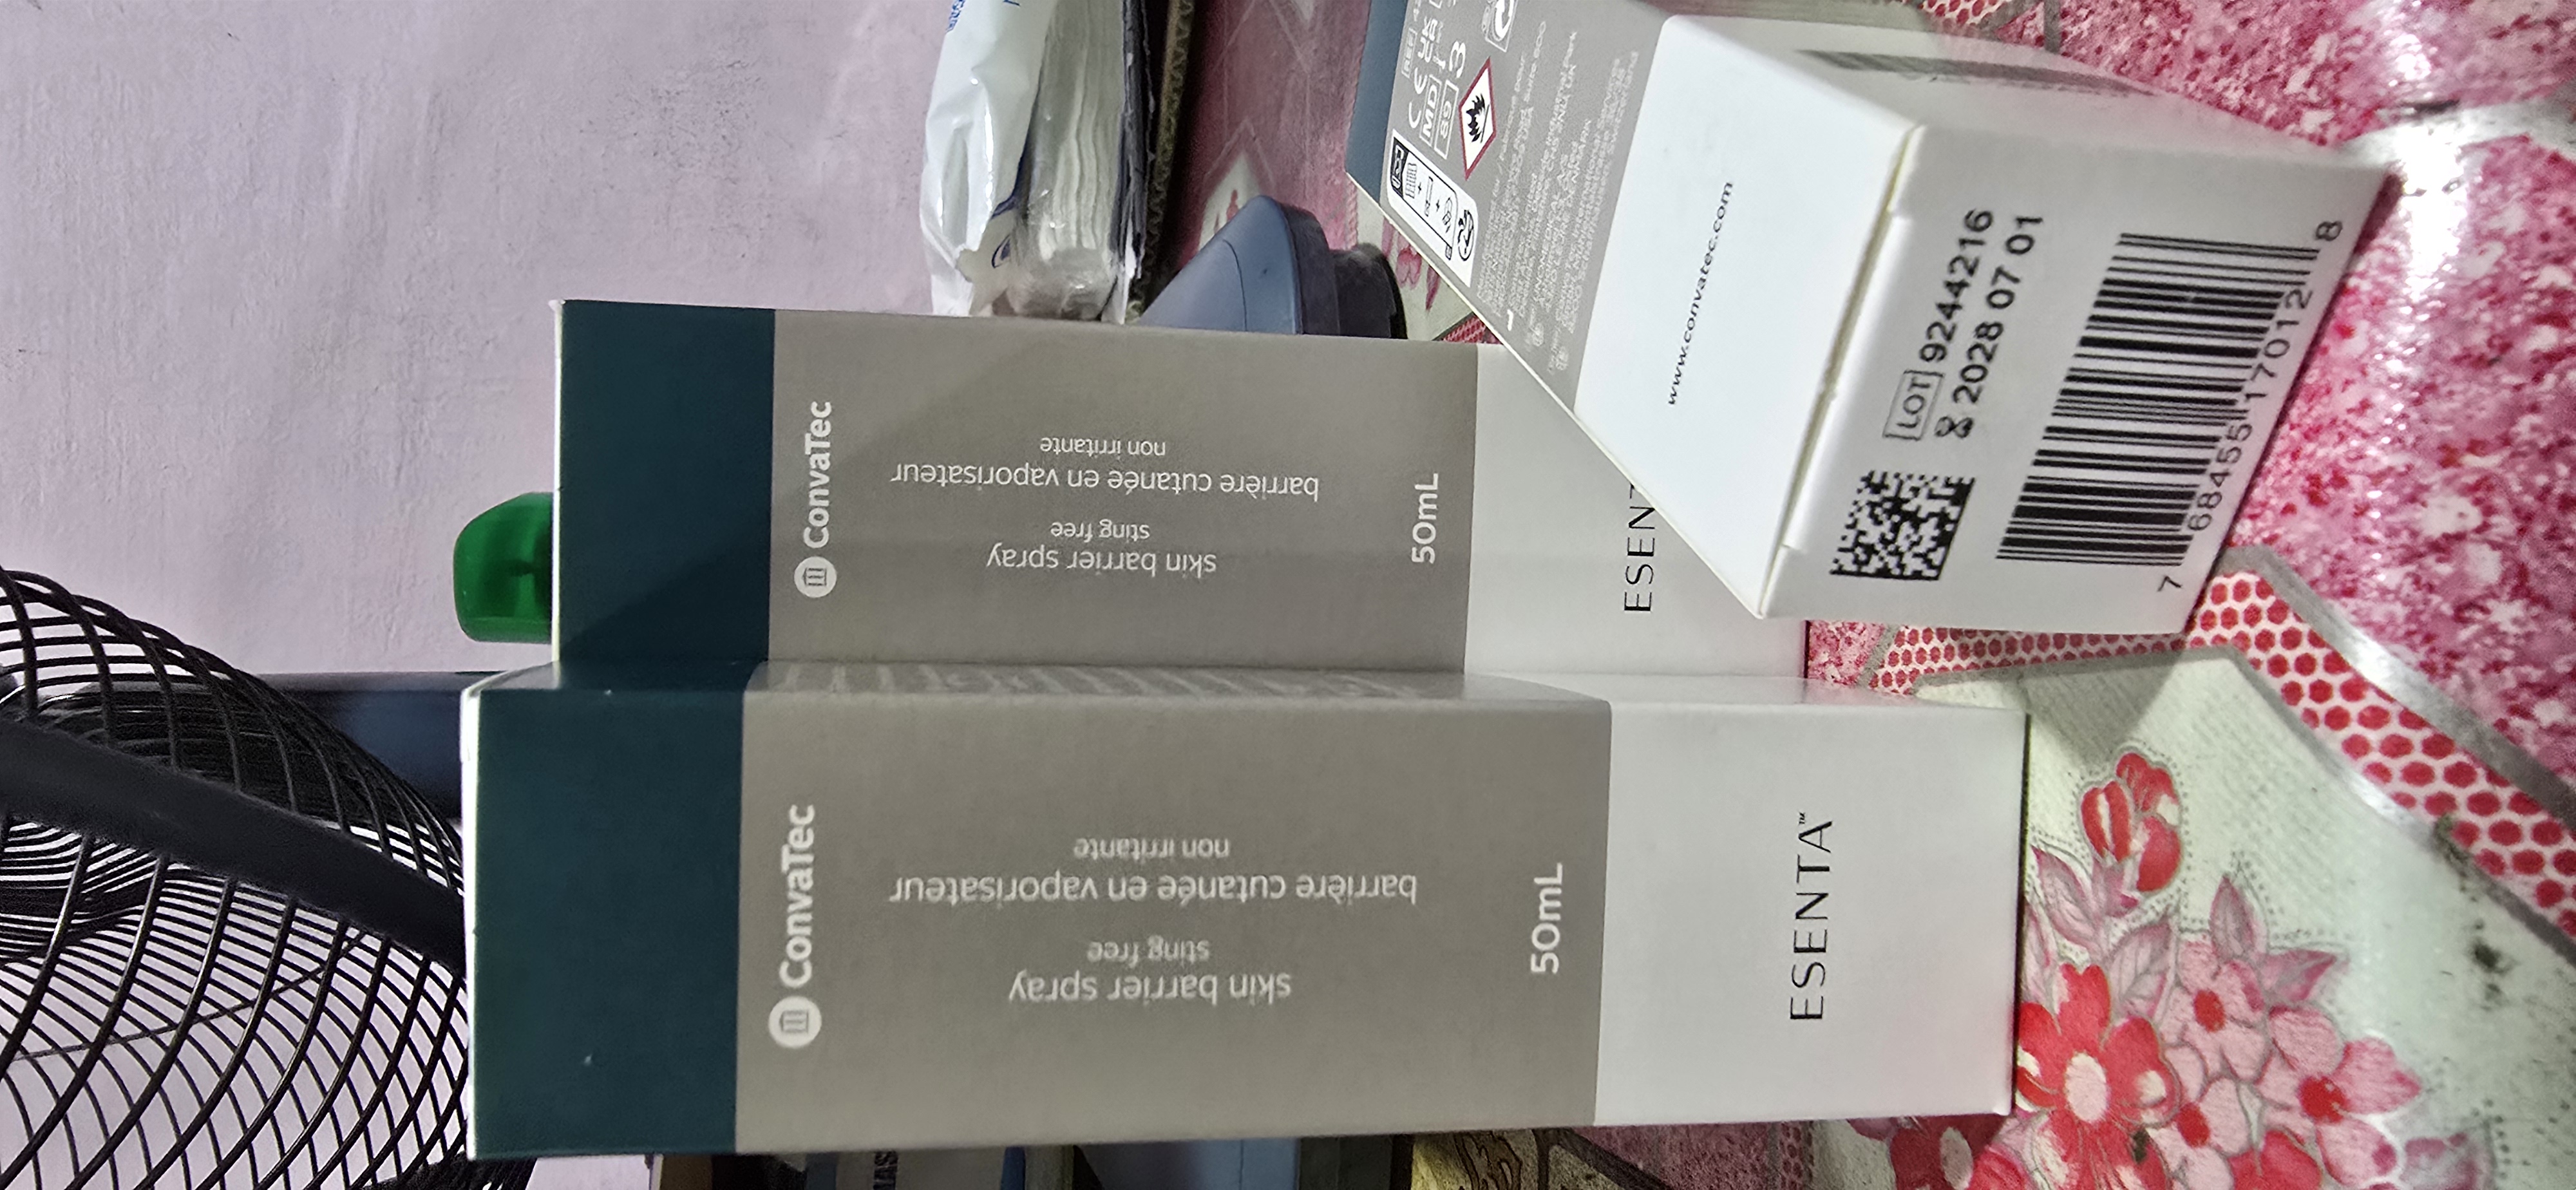 ConvaTec
skin barrier spray
sting free
barrière cutanée en vaporisateur
non irritante
50mL
ESENTA™
ConvaTec
skin barrier spray
sting free
barrière cutanée en vaporisateur
non irritante
50mL
www.convatec.com
LOT 9244216
2028 07 01
7 68455 17012 8
MD